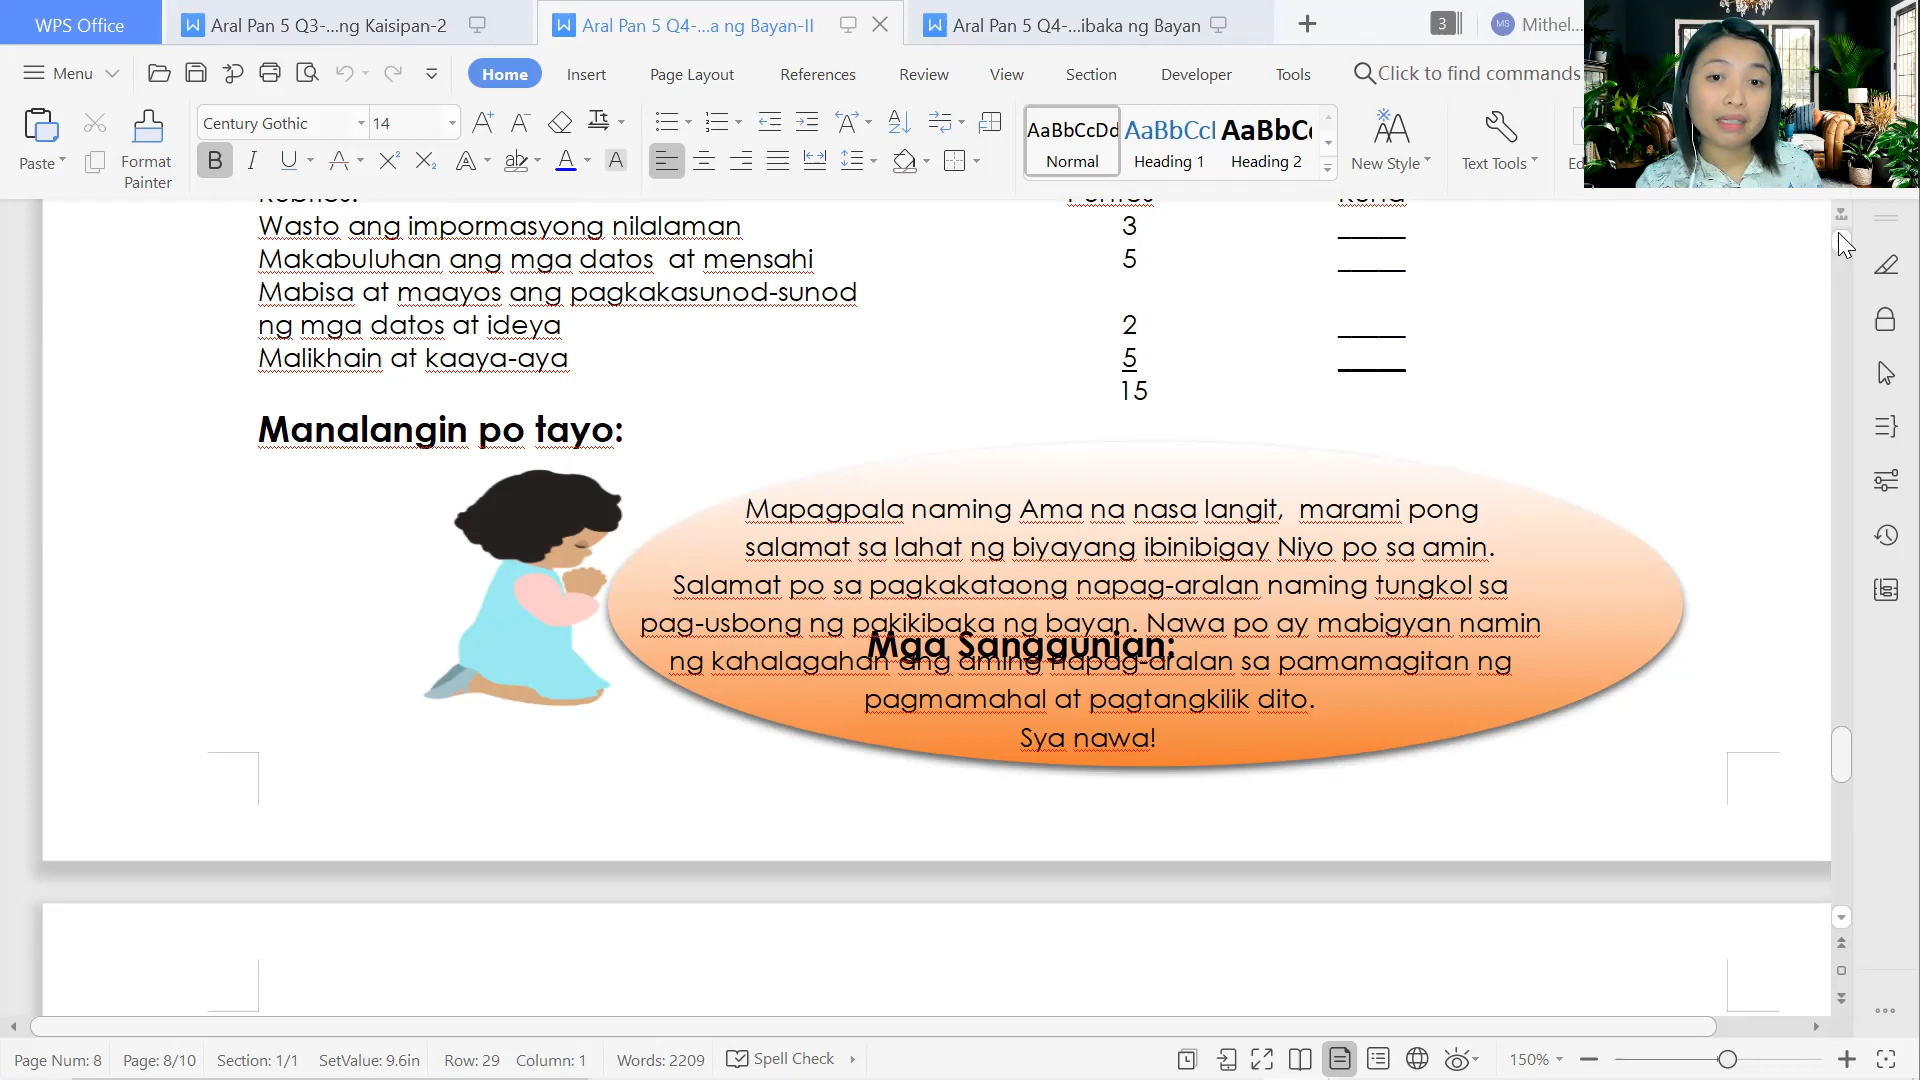 WPS Office
Aral Pan 5 Q3-...ng Kaisipan-2
Aral Pan 5 Q4-...a ng Bayan-II
Aral Pan 5 Q4-...ibaka ng Bayan
3
MS Mithel...
Menu
Home Insert Page Layout References Review View Section Developer Tools Click to find commands
Century Gothic 14
AaBbCcDd AaBbCcl AaBbCc
Paste Format Painter
Normal Heading 1 Heading 2 New Style Text Tools
Wasto ang impormasyong nilalaman 3 _____
Makabuluhan ang mga datos at mensahi 5 _____
Mabisa at maayos ang pagkakasunod-sunod
ng mga datos at ideya 2 _____
Malikhain at kaaya-aya 5 _____
15
Manalangin po tayo:
Mapagpala naming Ama na nasa langit, marami pong
salamat sa lahat ng biyayang ibinibigay Niyo po sa amin.
Salamat po sa pagkakataong napag-aralan naming tungkol sa
pag-usbong ng pakikibaka ng bayan. Nawa po ay mabigyan namin
Mga Sanggunian:
ng kahalagahan ang aming napag-aralan sa pamamagitan ng
pagmamahal at pagtangkilik dito.
Sya nawa!
Page Num: 8 Page: 8/10 Section: 1/1 SetValue: 9.6in Row: 29 Column: 1 Words: 2209 Spell Check 150%